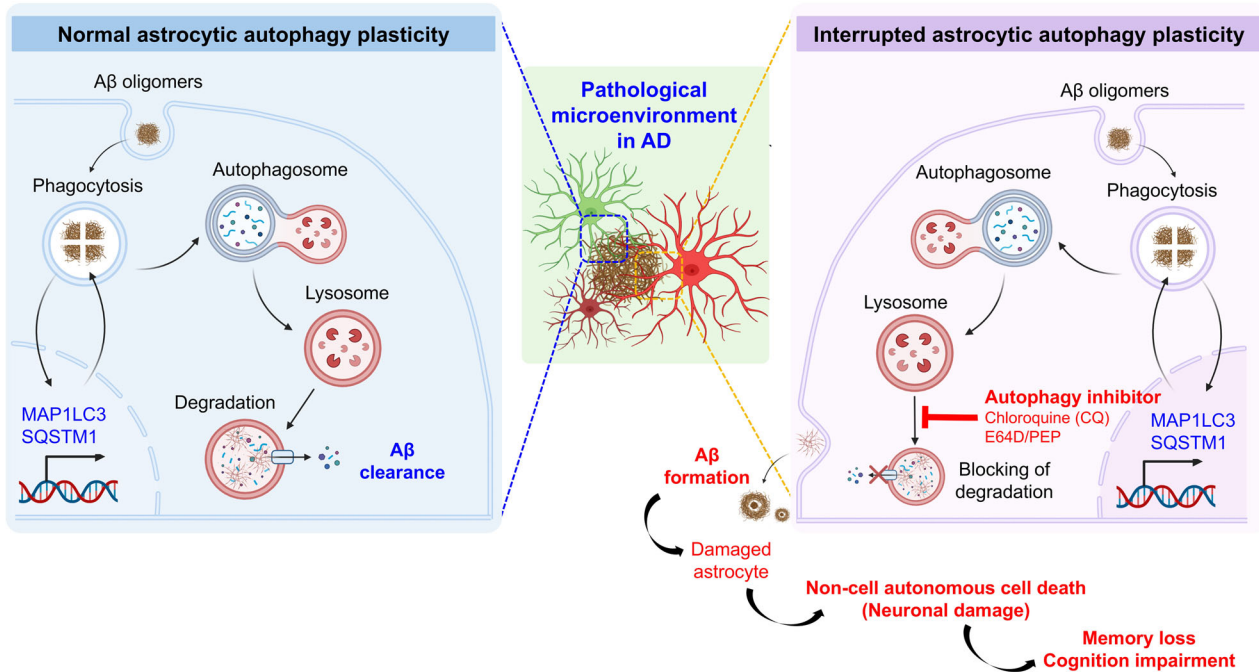 Normal astrocytic autophagy plasticity
Aβ oligomers
Phagocytosis
Autophagosome
Lysosome
MAP1LC3
SQSTM1
Degradation
Aβ
clearance
Pathological
microenvironment
in AD
Interrupted astrocytic autophagy plasticity
Aβ oligomers
Autophagosome
Phagocytosis
Lysosome
Autophagy inhibitor
Chloroquine (CQ)
E64D/PEP
MAP1LC3
SQSTM1
Blocking of
degradation
Aβ
formation
Damaged
astrocyte
Non-cell autonomous cell death
(Neuronal damage)
Memory loss
Cognition impairment